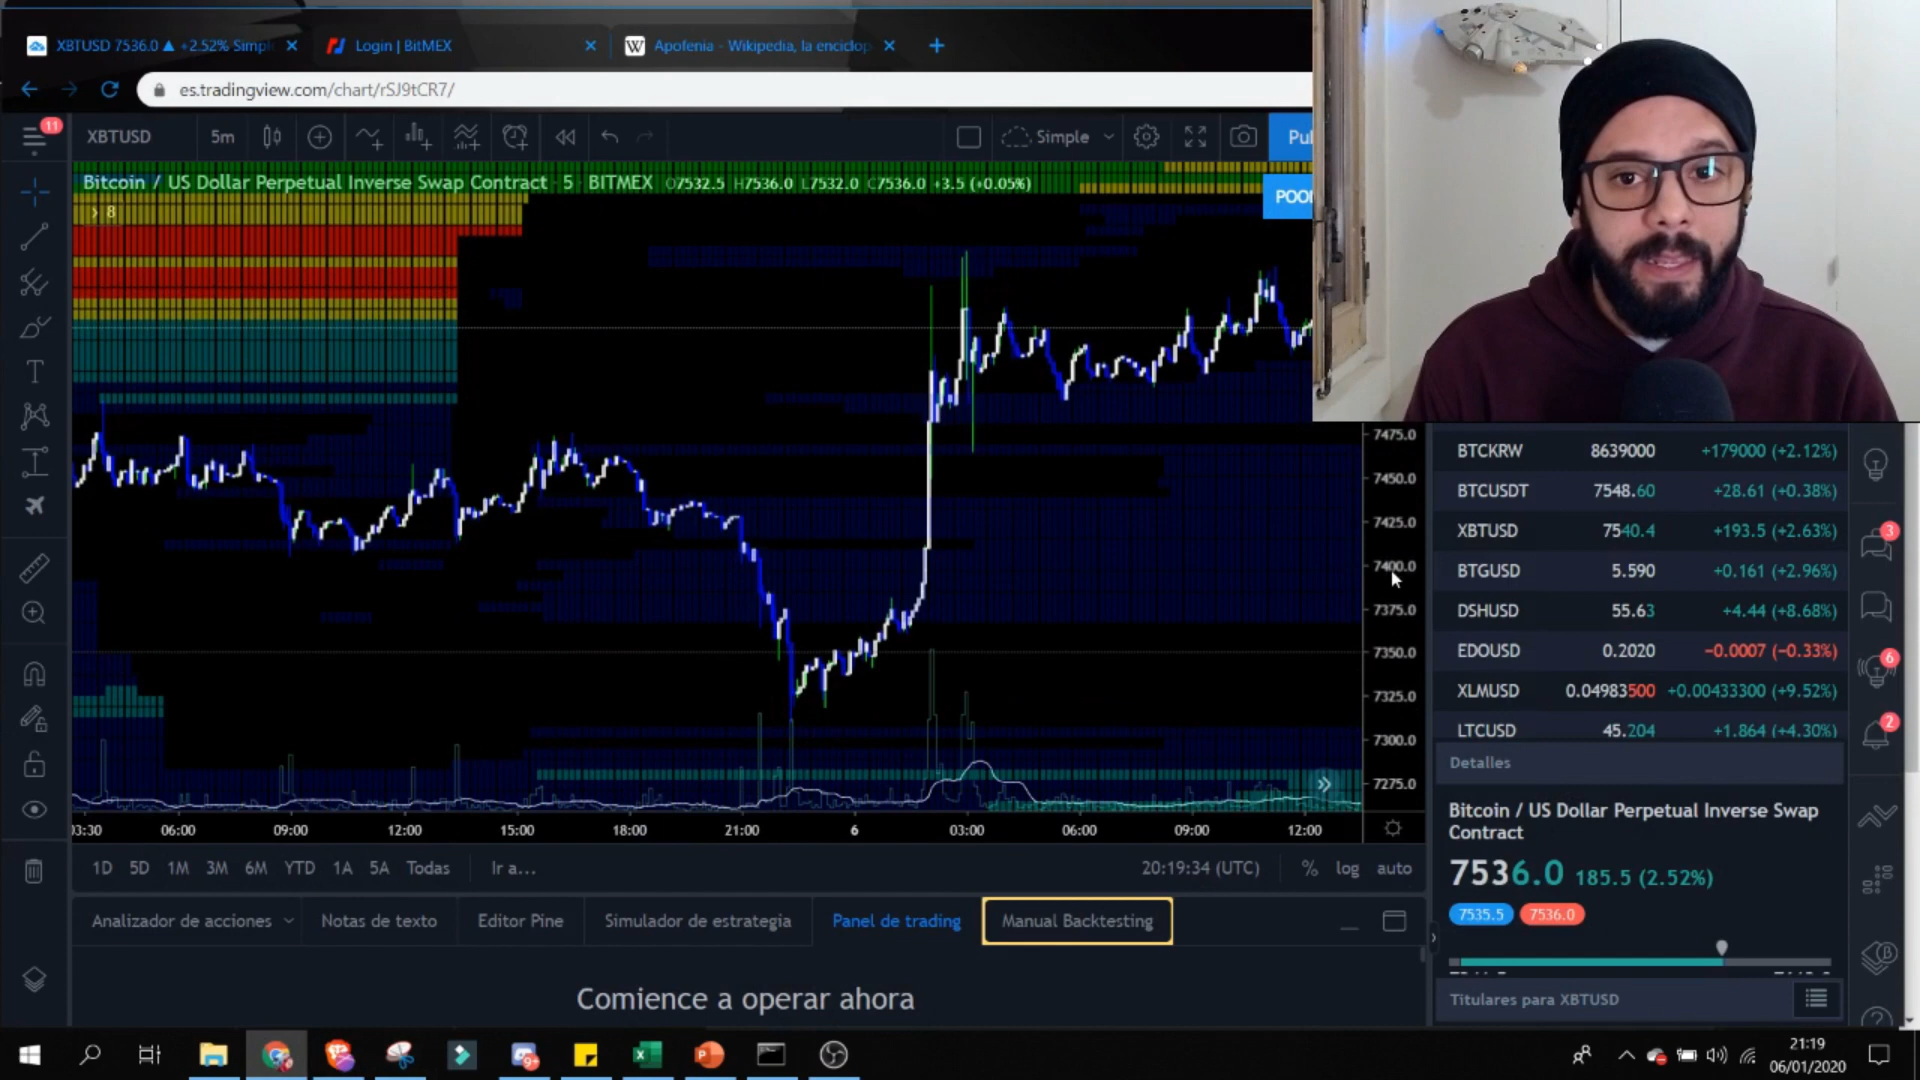 XBTUSD 7536.0 ▲ +2.52% Simpl
Login | BitMEX
W Apofenia - Wikipedia, la enciclop
es.tradingview.com/chart/rSJ9tCR7/
11
XBTUSD
5m
Simple
Pul
Bitcoin / US Dollar Perpetual Inverse Swap Contract · 5 · BITMEX O7532.5 H7536.0 L7532.0 C7536.0 +3.5 (+0.05%)
8
7475.0
7450.0
7425.0
7400.0
7375.0
7350.0
7325.0
7300.0
7275.0
06:00 09:00 12:00 15:00 18:00 21:00 6 03:00 06:00 09:00 12:00
1D 5D 1M 3M 6M YTD 1A 5A Todas Ir a...
20:19:34 (UTC) % log auto
Analizador de acciones
Notas de texto
Editor Pine
Simulador de estrategia
Panel de trading
Manual Backtesting
Comience a operar ahora
BTCKRW 8639000 +179000 (+2.12%)
BTCUSDT 7548.60 +28.61 (+0.38%)
XBTUSD 7540.4 +193.5 (+2.63%)
BTGUSD 5.590 +0.161 (+2.96%)
DSHUSD 55.63 +4.44 (+8.68%)
EDOUSD 0.2020 −0.0007 (−0.33%)
XLMUSD 0.04983500 +0.00433300 (+9.52%)
LTCUSD 45.204 +1.864 (+4.30%)
Detalles
Bitcoin / US Dollar Perpetual Inverse Swap
Contract
7536.0 185.5 (2.52%)
7535.5 7536.0
Titulares para XBTUSD
3
6
2
21:19
06/01/2020